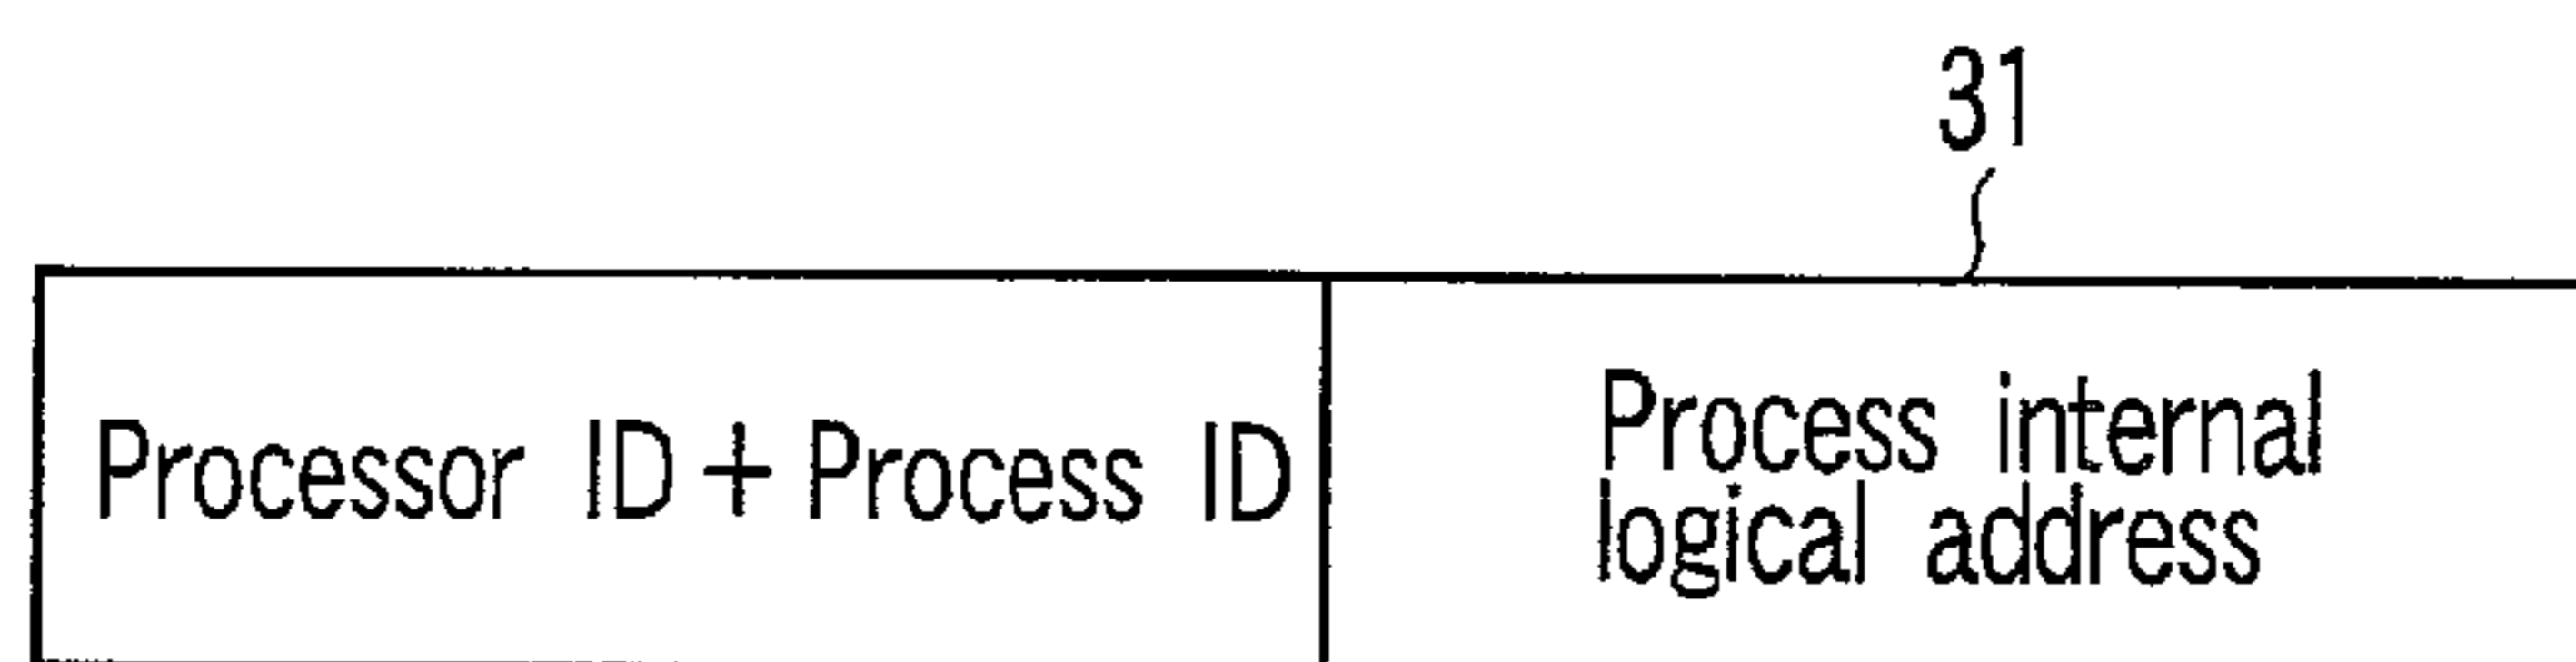 31
Processor ID + Process ID
Process internal
logical address